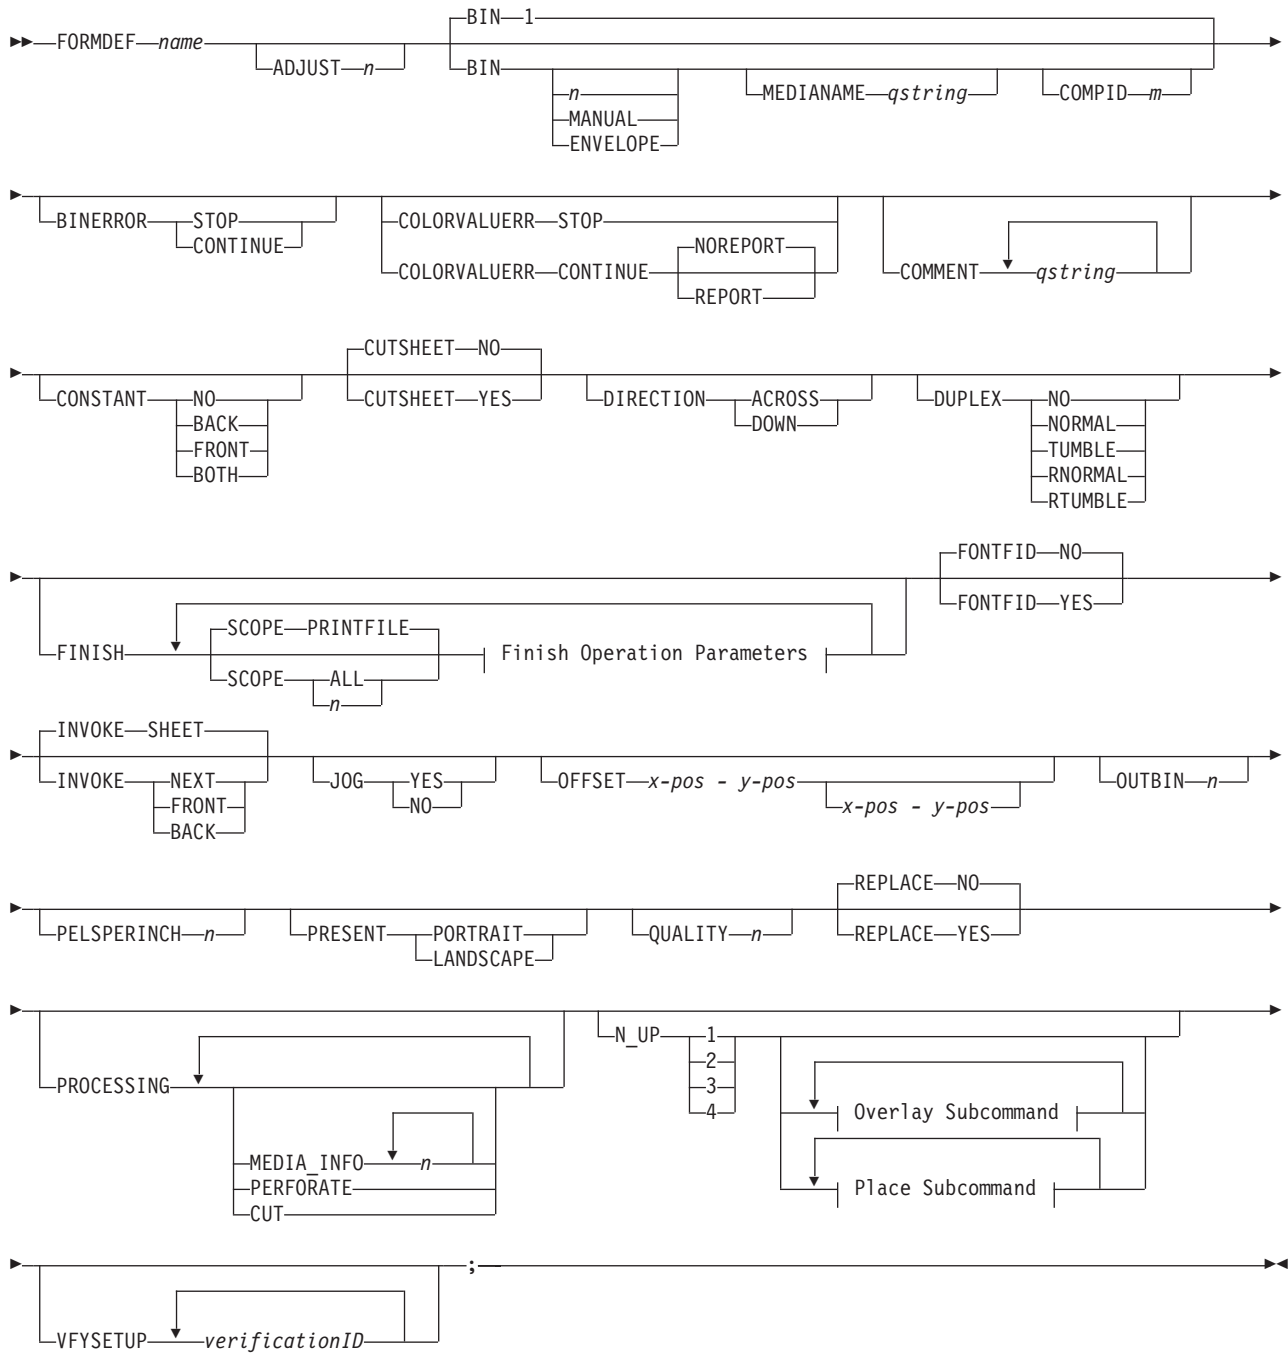 BIN 1
FORMDEF name
ADJUST n
BIN
n
MEDIANAME qstring
COMPID m
MANUAL
ENVELOPE
BINERROR STOP
CONTINUE
COLORVALUERR STOP
NOREPORT
COLORVALUERR CONTINUE
REPORT
COMMENT qstring
CUTSHEET NO
CONSTANT NO
BACK
FRONT
BOTH
CUTSHEET YES
DIRECTION ACROSS
DOWN
DUPLEX NO
NORMAL
TUMBLE
RNORMAL
RTUMBLE
FONTFID NO
FONTFID YES
SCOPE PRINTFILE
FINISH
Finish Operation Parameters
SCOPE ALL
n
INVOKE SHEET
INVOKE NEXT
FRONT
BACK
JOG YES
NO
OFFSET x-pos - y-pos
x-pos - y-pos
OUTBIN n
REPLACE NO
PELSPERINCH n
PRESENT PORTRAIT
LANDSCAPE
QUALITY n
REPLACE YES
PROCESSING
MEDIA_INFO n
PERFORATE
CUT
N_UP 1
2
3
4
Overlay Subcommand
Place Subcommand
;
VFYSETUP verificationID